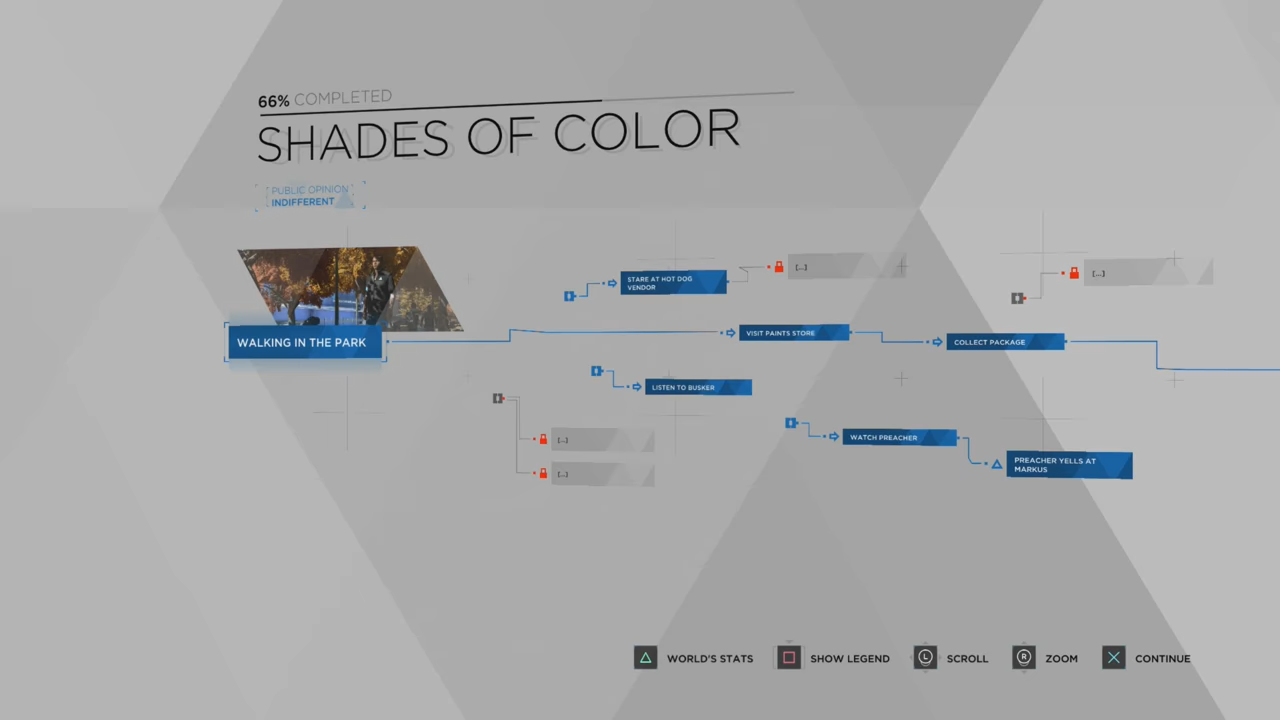 66% COMPLETED
SHADES OF COLOR
PUBLIC OPINION
INDIFFERENT
WALKING IN THE PARK
STARE AT HOT DOG
VENDOR
[...]
[...]
VISIT PAINTS STORE
COLLECT PACKAGE
LISTEN TO BUSKER
[...]
[...]
WATCH PREACHER
PREACHER YELLS AT
MARKUS
WORLD'S STATS
SHOW LEGEND
L SCROLL
R ZOOM
CONTINUE